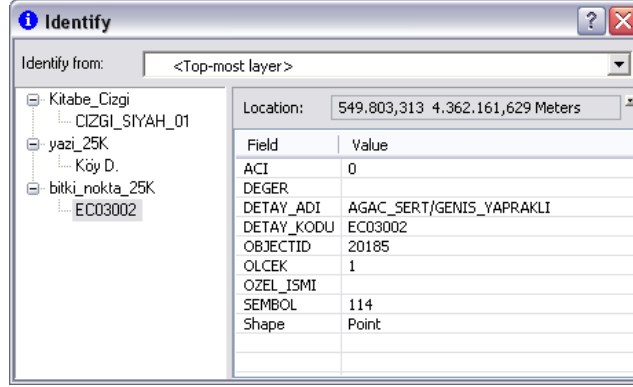 Identify
Identify from: <Top-most layer>
Kitabe_Cizgi
CIZGI_SIYAH_01
yazi_25K
Köy D.
bitki_nokta_25K
EC03002
Location: 549.803,313 4.362.161,629 Meters
Field Value
ACI 0
DEGER
DETAY_ADI AGAC_SERT/GENIS_YAPRAKLI
DETAY_KODU EC03002
OBJECTID 20185
OLCEK 1
OZEL_ISMI
SEMBOL 114
Shape Point